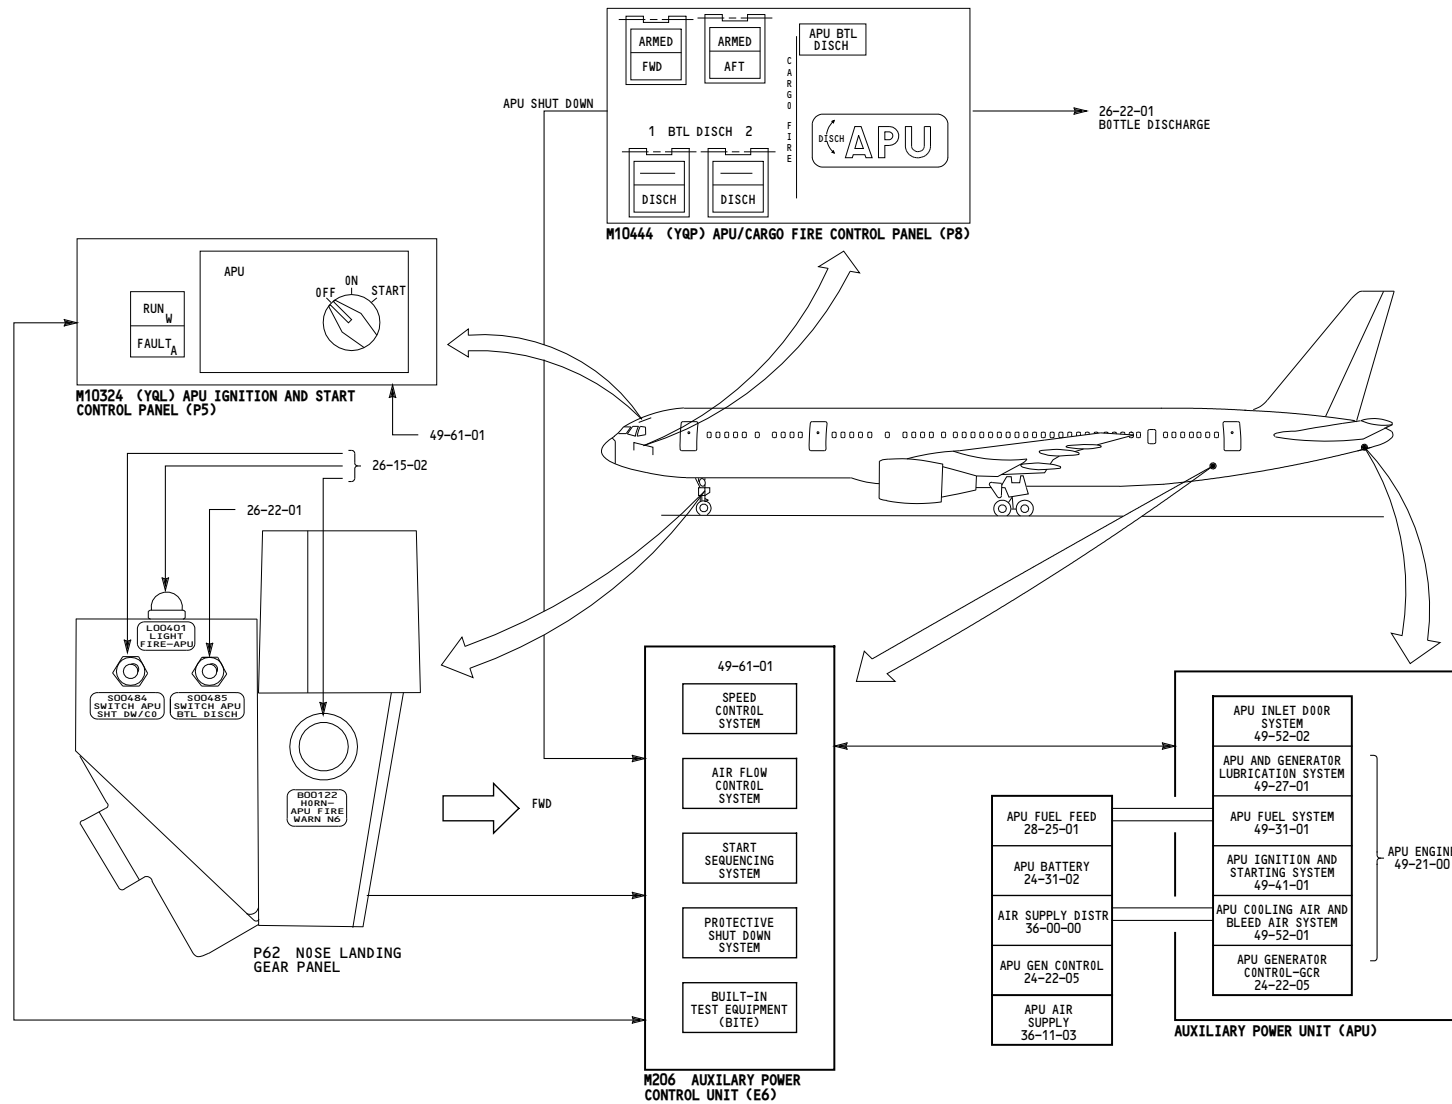 ARMED
FWD
ARMED
AFT
1 BTL DISCH 2
DISCH
DISCH
CARGO FIRE
APU BTL
DISCH
DISCH APU
APU SHUT DOWN
26-22-01
BOTTLE DISCHARGE
M10444 (YQP) APU/CARGO FIRE CONTROL PANEL (P8)
RUN W
FAULT A
APU
OFF
ON
START
M10324 (YQL) APU IGNITION AND START
CONTROL PANEL (P5)
49-61-01
26-15-02
26-22-01
L00401
LIGHT
FIRE-APU
S00484
SWITCH APU
SHT DW/CO
S00485
SWITCH APU
BTL DISCH
B00122
HORN-
APU FIRE
WARN N6
P62 NOSE LANDING
GEAR PANEL
FWD
49-61-01
SPEED
CONTROL
SYSTEM
AIR FLOW
CONTROL
SYSTEM
START
SEQUENCING
SYSTEM
PROTECTIVE
SHUT DOWN
SYSTEM
BUILT-IN
TEST EQUIPMENT
(BITE)
M206 AUXILARY POWER
CONTROL UNIT (E6)
APU FUEL FEED
28-25-01
APU BATTERY
24-31-02
AIR SUPPLY DISTR
36-00-00
APU GEN CONTROL
24-22-05
APU AIR
SUPPLY
36-11-03
APU INLET DOOR
SYSTEM
49-52-02
APU AND GENERATOR
LUBRICATION SYSTEM
49-27-01
APU FUEL SYSTEM
49-31-01
APU IGNITION AND
STARTING SYSTEM
49-41-01
APU COOLING AIR AND
BLEED AIR SYSTEM
49-52-01
APU GENERATOR
CONTROL-GCR
24-22-05
APU ENGINE
49-21-00
AUXILIARY POWER UNIT (APU)